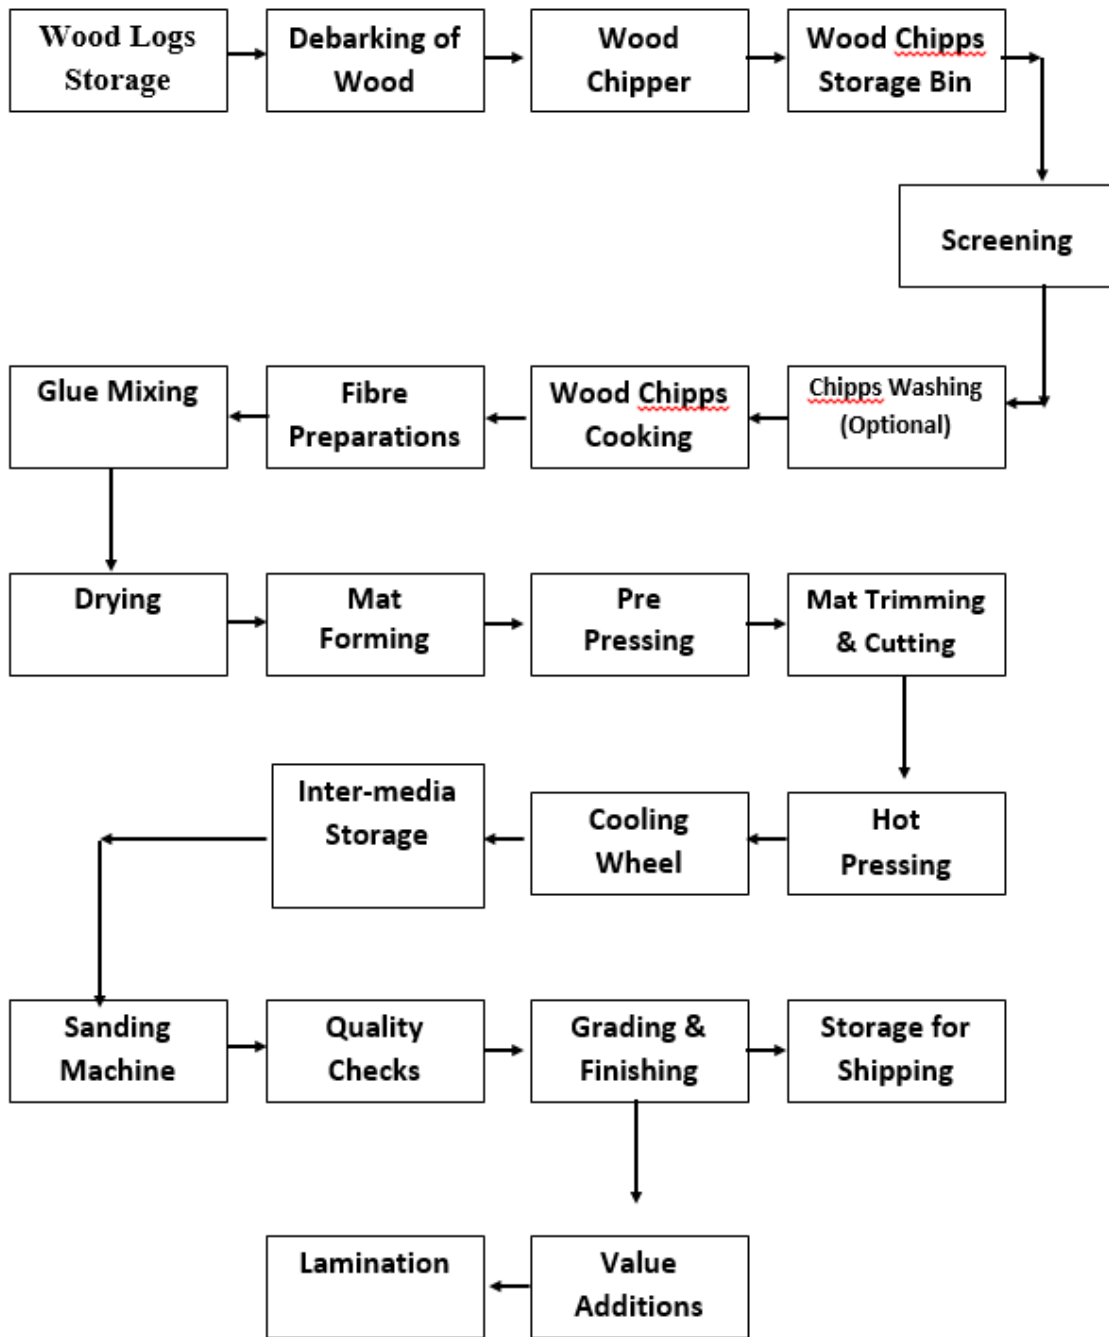 Wood Logs
Storage
Debarking of
Wood
Wood
Chipper
Wood Chipps
Storage Bin
Screening
Glue Mixing
Fibre
Preparations
Wood Chipps
Cooking
Chipps Washing
(Optional)
Drying
Mat
Forming
Pre
Pressing
Mat Trimming
& Cutting
Inter-media
Storage
Cooling
Wheel
Hot
Pressing
Sanding
Machine
Quality
Checks
Grading &
Finishing
Storage for
Shipping
Lamination
Value
Additions